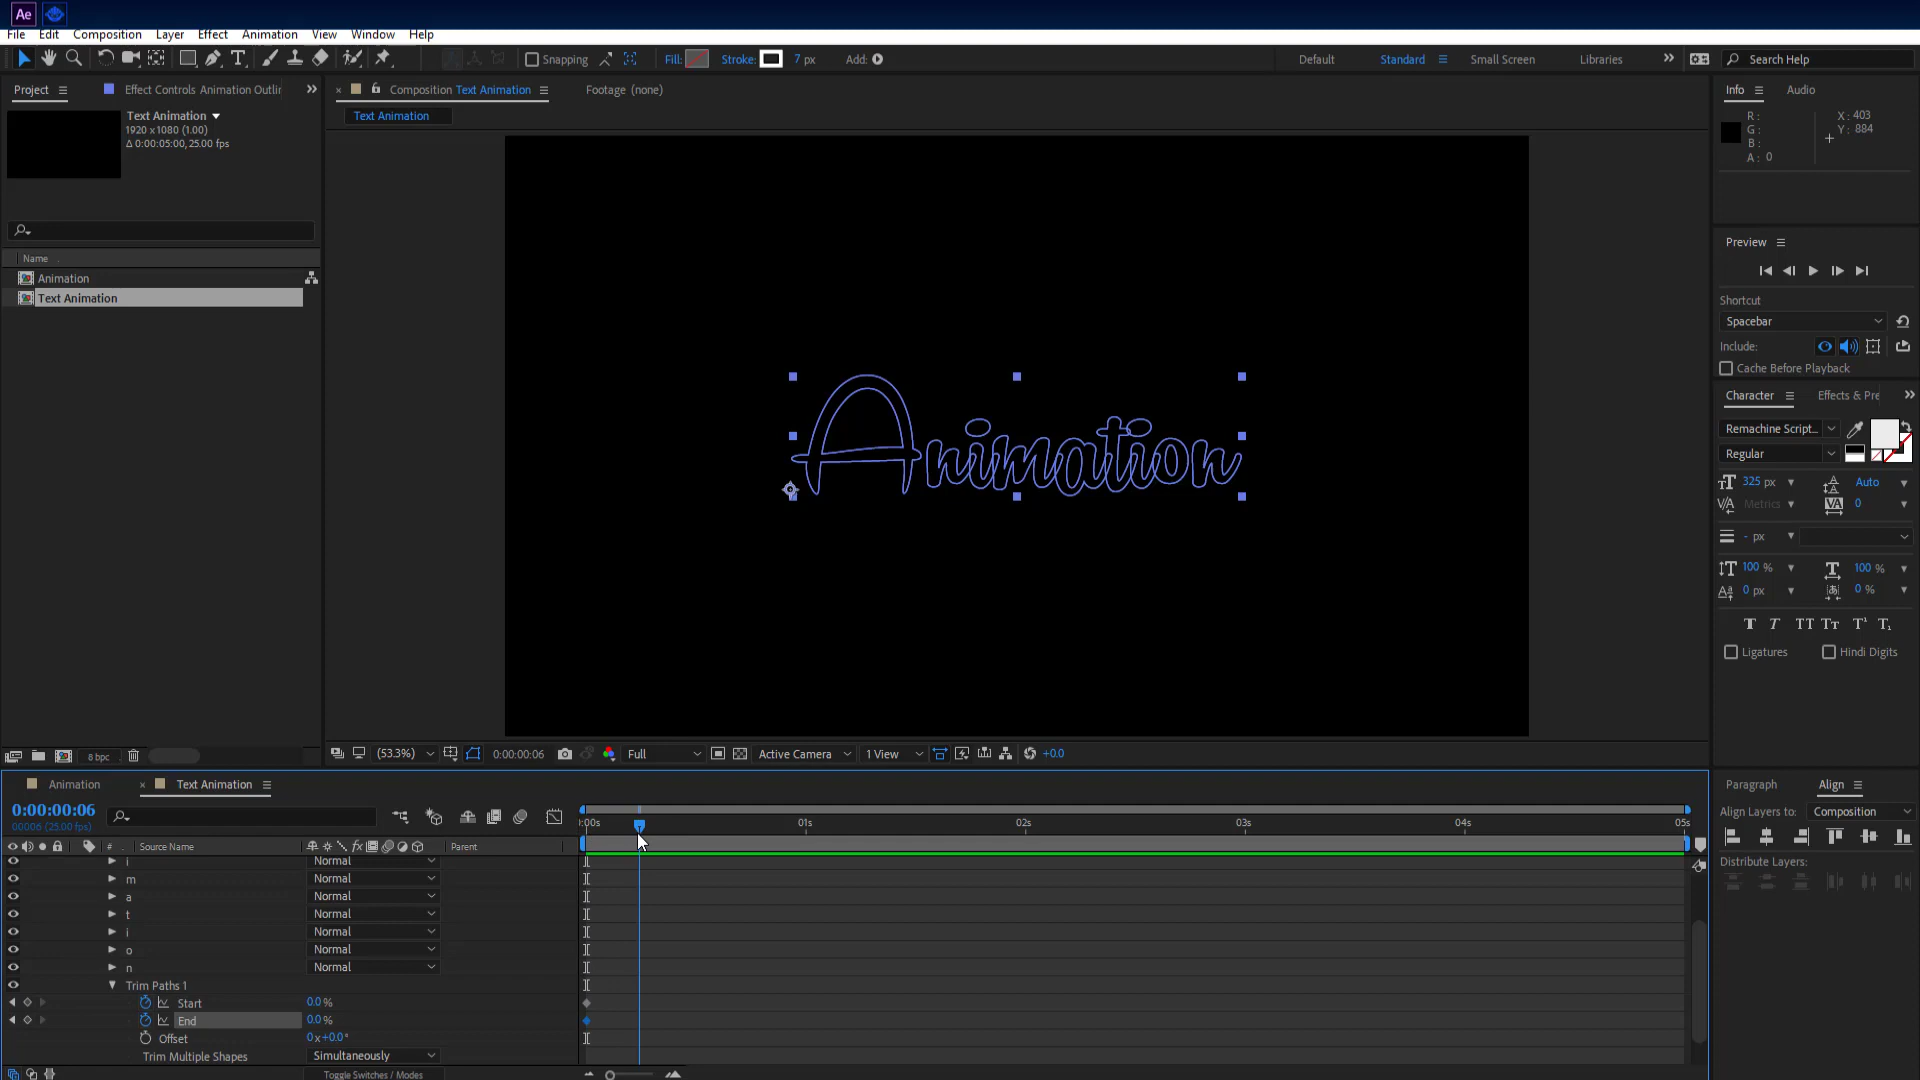 Ae
File Edit Composition Layer Effect Animation View Window Help
Snapping Fill: Stroke: 7 px Add: Default Standard Small Screen Libraries Search Help
Project Effect Controls Animation Outlir Composition Text Animation Footage (none) Info Audio
Text Animation
1920 x1080 (1.00)
Δ 0:00:05:00, 25.00 fps
Text Animation
R:
G:
B:
A: 0
X: 403
Y: 884
Preview
Shortcut
Spacebar
Include:
Cache Before Playback
Name
Animation
Text Animation
Animation
Character Effects & Pre
Remachine Script...
Regular
325 px Auto
Metrics 0
- px
100 % 100 %
0 px 0 %
T T TT Tт T¹ T₁
Ligatures Hindi Digits
8 bpc (53.3%) 0:00:00:06 Full Active Camera 1 View +0.0
Animation Text Animation
0:00:00:06
00006 (25.00 fps)
# Source Name fx Parent
:00s 01s 02s 03s 04s 05s
i Normal
m Normal
a Normal
t Normal
i Normal
o Normal
n Normal
Trim Paths 1
Start 0.0 %
End 0.0 %
Offset 0 x+0.0°
Trim Multiple Shapes Simultaneously
Toggle Switches / Modes
Paragraph Align
Align Layers to: Composition
Distribute Layers: